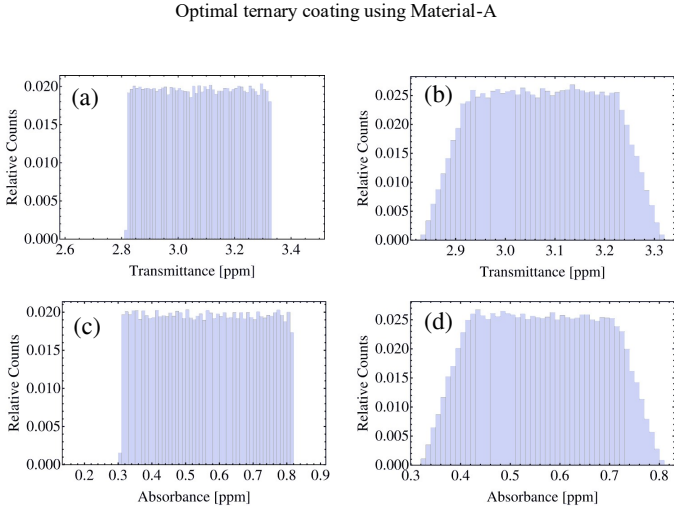 Optimal ternary coating using Material-A
(a)
Relative Counts
0.020
0.015
0.010
0.005
0.000
2.6 2.8 3.0 3.2 3.4
Transmittance [ppm]
(b)
Relative Counts
0.025
0.020
0.015
0.010
0.005
0.000
2.9 3.0 3.1 3.2 3.3
Transmittance [ppm]
(c)
Relative Counts
0.020
0.015
0.010
0.005
0.000
0.2 0.3 0.4 0.5 0.6 0.7 0.8 0.9
Absorbance [ppm]
(d)
Relative Counts
0.025
0.020
0.015
0.010
0.005
0.000
0.3 0.4 0.5 0.6 0.7 0.8
Absorbance [ppm]